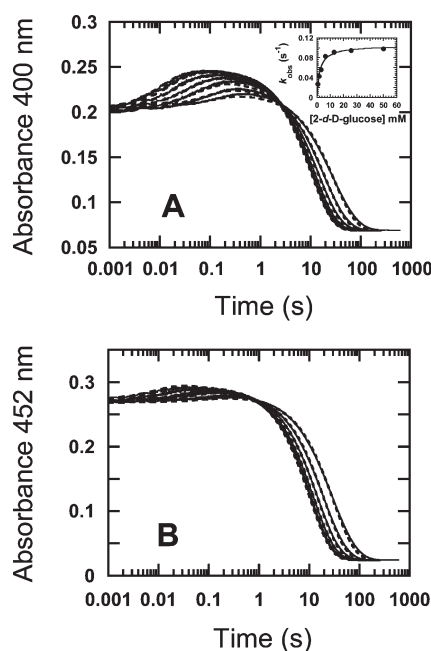 0.3
0.25
0.2
0.15
0.1
0.05
Absorbance 400 nm
A
0.12
0.08
0.04
0
k_obs (s⁻¹)
0 10 20 30 40 50 60
[2-d-D-glucose] mM
0.001 0.01 0.1 1 10 100 1000
Time (s)
0.3
0.2
0.1
0
Absorbance 452 nm
B
0.001 0.01 0.1 1 10 100 1000
Time (s)